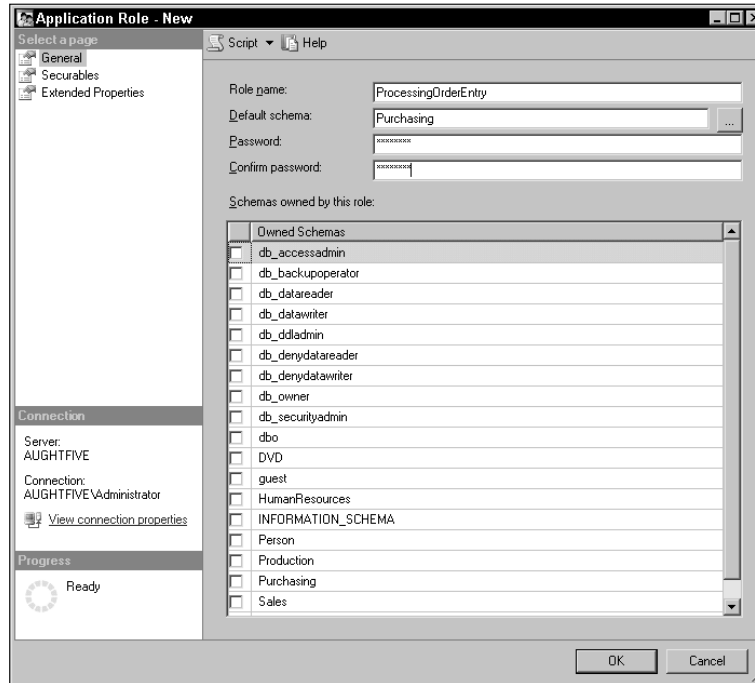 Application Role - New
Select a page
General
Securables
Extended Properties
Script Help
Role name: ProcessingOrderEntry
Default schema: Purchasing ...
Password: ********
Confirm password: ********
Schemas owned by this role:
Owned Schemas
db_accessadmin
db_backupoperator
db_datareader
db_datawriter
db_ddladmin
db_denydatareader
db_denydatawriter
db_owner
db_securityadmin
dbo
DVD
guest
HumanResources
INFORMATION_SCHEMA
Person
Production
Purchasing
Sales
Connection
Server:
AUGHTFIVE
Connection:
AUGHTFIVE\Administrator
View connection properties
Progress
Ready
OK Cancel